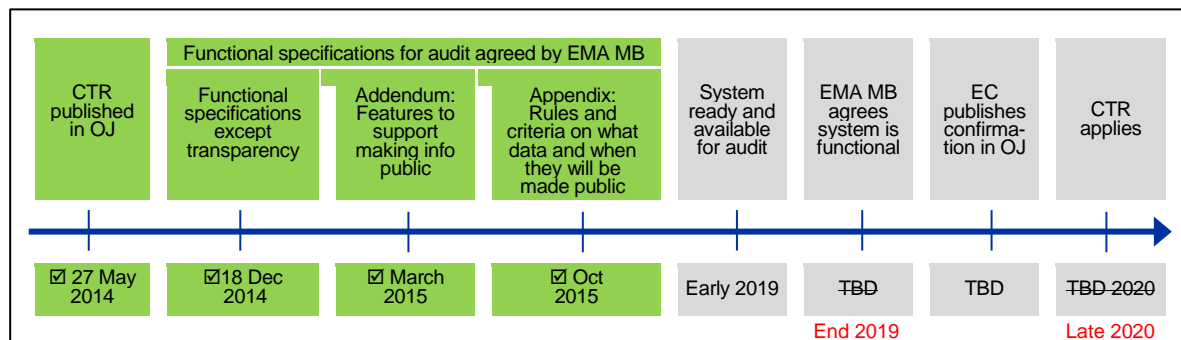 Functional specifications for audit agreed by EMA MB
CTR
published
in OJ
Functional
specifications
except
transparency
Addendum:
Features to
support
making info
public
Appendix:
Rules and
criteria on what
data and when
they will be
made public
System
ready and
available
for audit
EMA MB
agrees
system is
functional
EC
publishes
confirma-
tion in OJ
CTR
applies
☑ 27 May
2014
☑18 Dec
2014
☑ March
2015
☑ Oct
2015
Early 2019
TBD
End 2019
TBD
TBD 2020
Late 2020